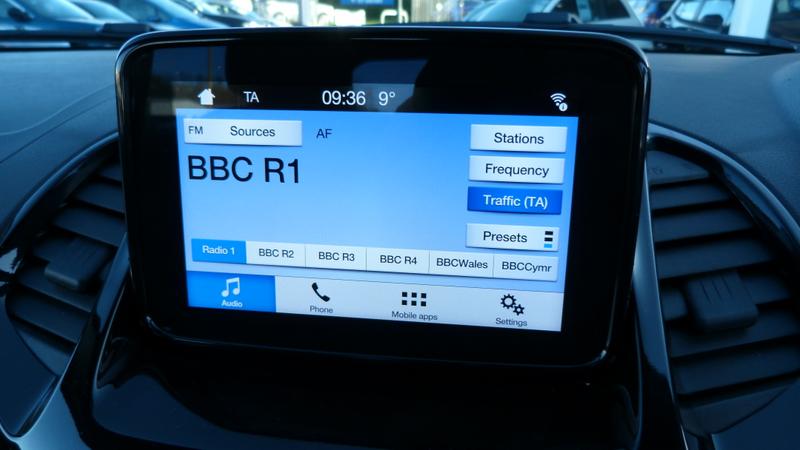 TA 09:36 9°
FM Sources AF Stations
BBC R1 Frequency
Traffic (TA)
Presets
Radio 1 BBC R2 BBC R3 BBC R4 BBCWales BBCCymr
Audio Phone Mobile apps Settings